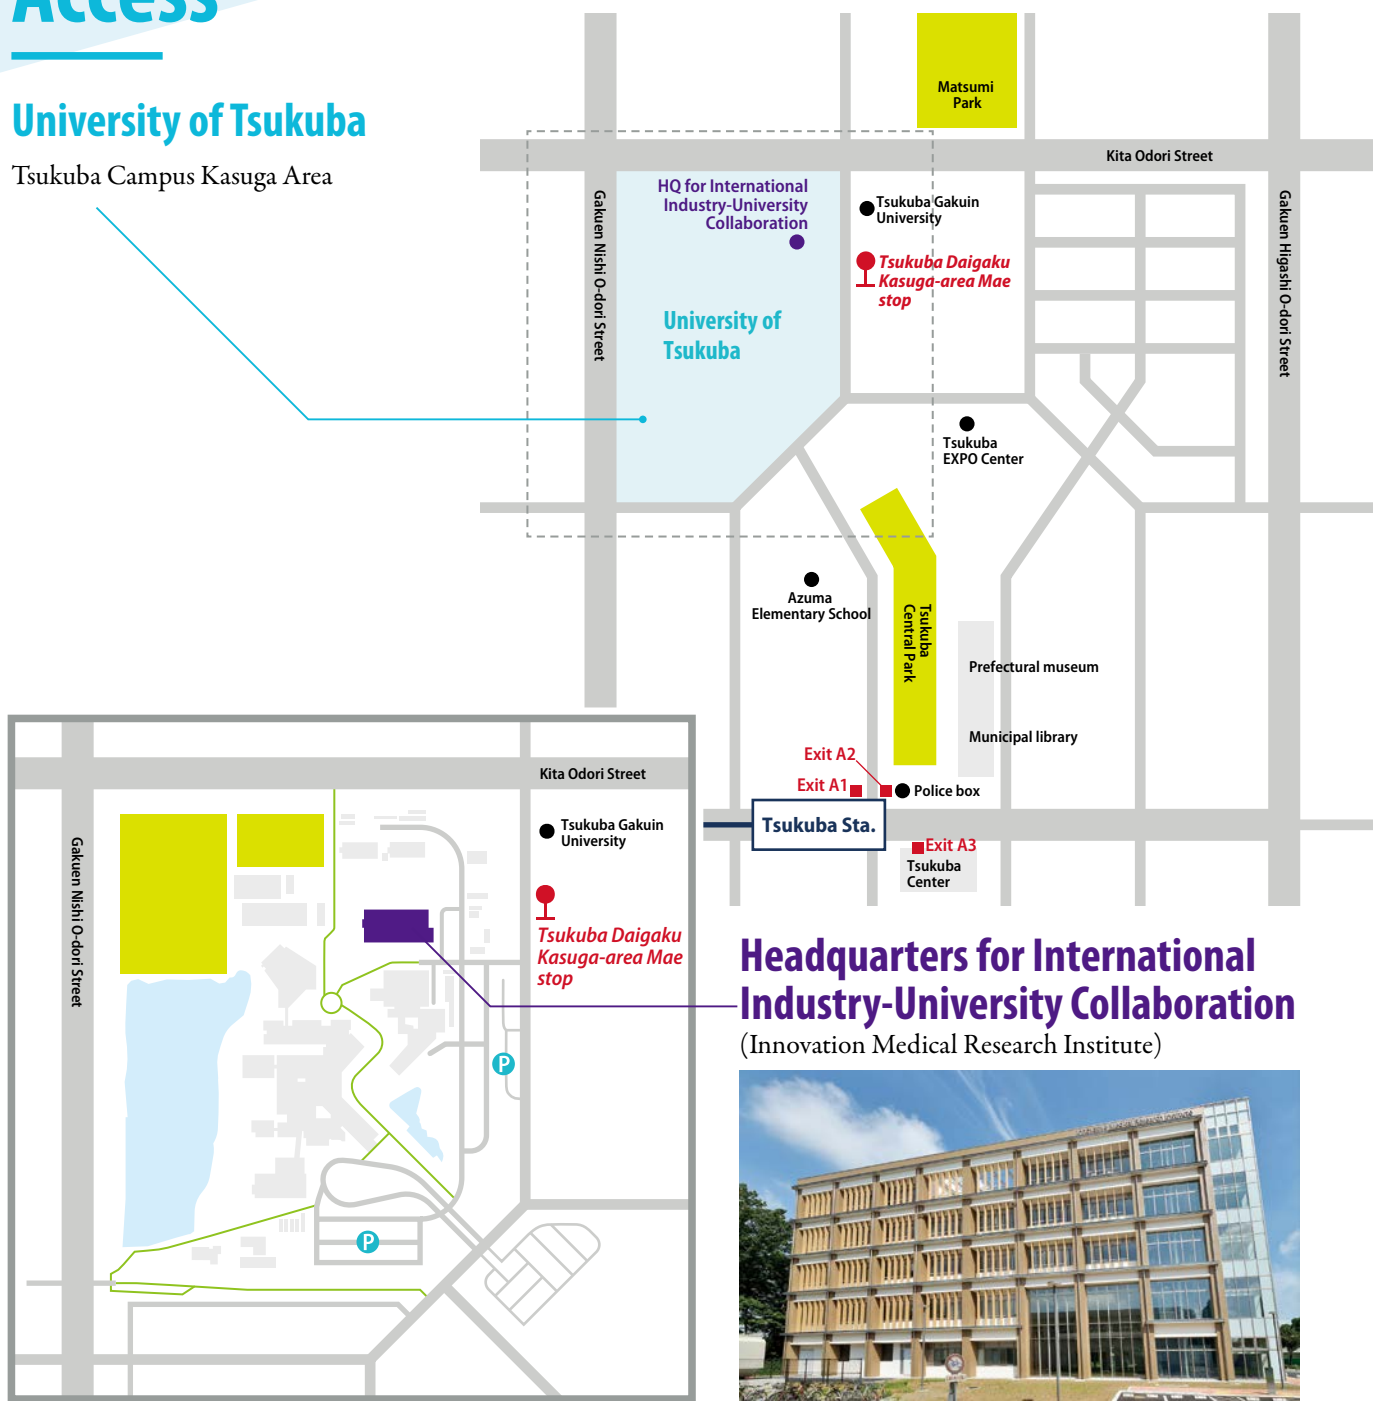 Access
University of Tsukuba
Tsukuba Campus Kasuga Area
Matsumi
Park
Kita Odori Street
Gakuen Nishi O-dori Street
Gakuen Higashi O-dori Street
HQ for International
Industry-University
Collaboration
Tsukuba Gakuin
University
Tsukuba Daigaku
Kasuga-area Mae
stop
University of
Tsukuba
Tsukuba
EXPO Center
Azuma
Elementary School
Tsukuba
Central Park
Prefectural museum
Municipal library
Exit A2
Exit A1
Police box
Tsukuba Sta.
Exit A3
Tsukuba
Center
Kita Odori Street
Gakuen Nishi O-dori Street
Tsukuba Gakuin
University
Tsukuba Daigaku
Kasuga-area Mae
stop
P
P
Headquarters for International
Industry-University Collaboration
(Innovation Medical Research Institute)